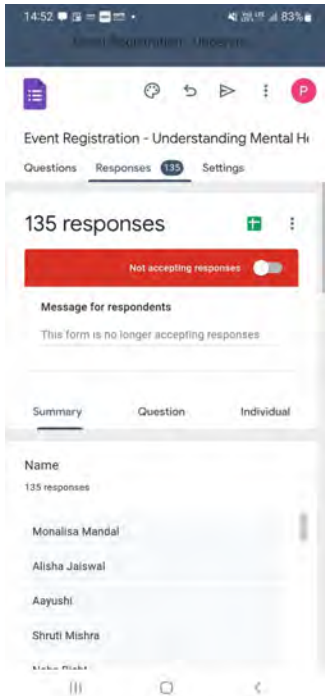 14:52
83%
P
Event Registration - Understanding Mental He
Questions Responses 135 Settings
135 responses
Not accepting responses
Message for respondents
This form is no longer accepting responses
Summary Question Individual
Name
135 responses
Monalisa Mandal
Alisha Jaiswal
Aayushi
Shruti Mishra